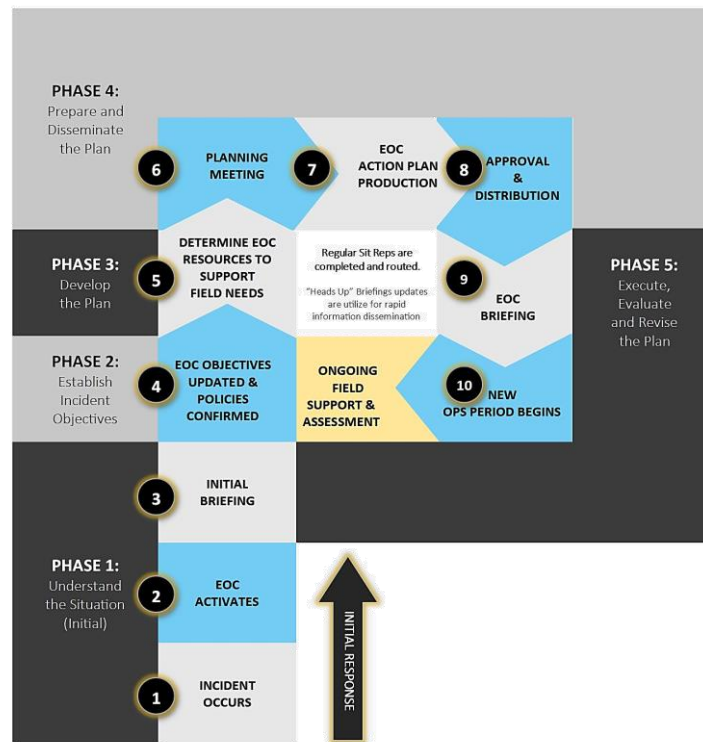 PHASE 4:
Prepare and
Disseminate
the Plan
6
PLANNING
MEETING
7
EOC
ACTION PLAN
PRODUCTION
8
APPROVAL
&
DISTRIBUTION
PHASE 3:
Develop
the Plan
5
DETERMINE EOC
RESOURCES TO
SUPPORT
FIELD NEEDS
Regular Sit Reps are
completed and routed.
"Heads Up" Briefings updates
are utilize for rapid
information dissemination
9
EOC
BRIEFING
PHASE 5:
Execute,
Evaluate
and Revise
the Plan
PHASE 2:
Establish
Incident
Objectives
4
EOC OBJECTIVES
UPDATED &
POLICIES
CONFIRMED
ONGOING
FIELD
SUPPORT &
ASSESSMENT
10
NEW
OPS PERIOD BEGINS
3
INITIAL
BRIEFING
PHASE 1:
Understand
the Situation
(Initial)
2
EOC
ACTIVATES
1
INCIDENT
OCCURS
INITIAL RESPONSE